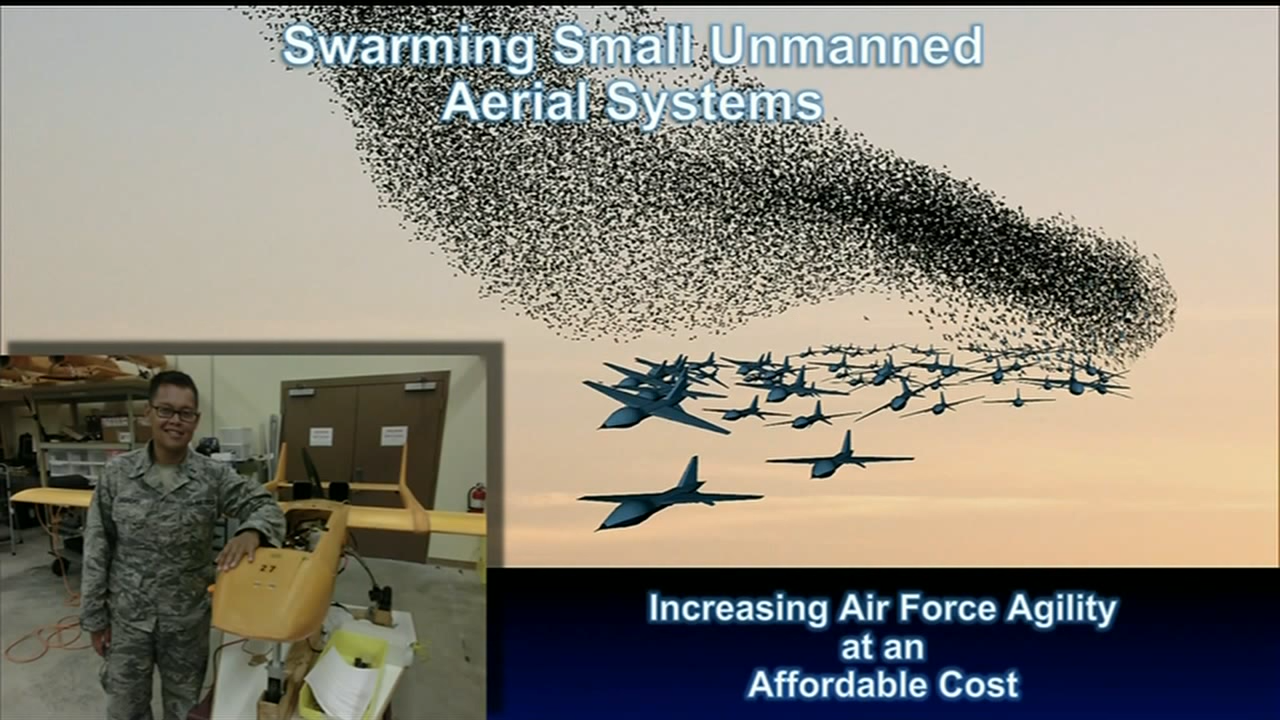 Swarming Small Unmanned
Aerial Systems
27
Increasing Air Force Agility
at an
Affordable Cost